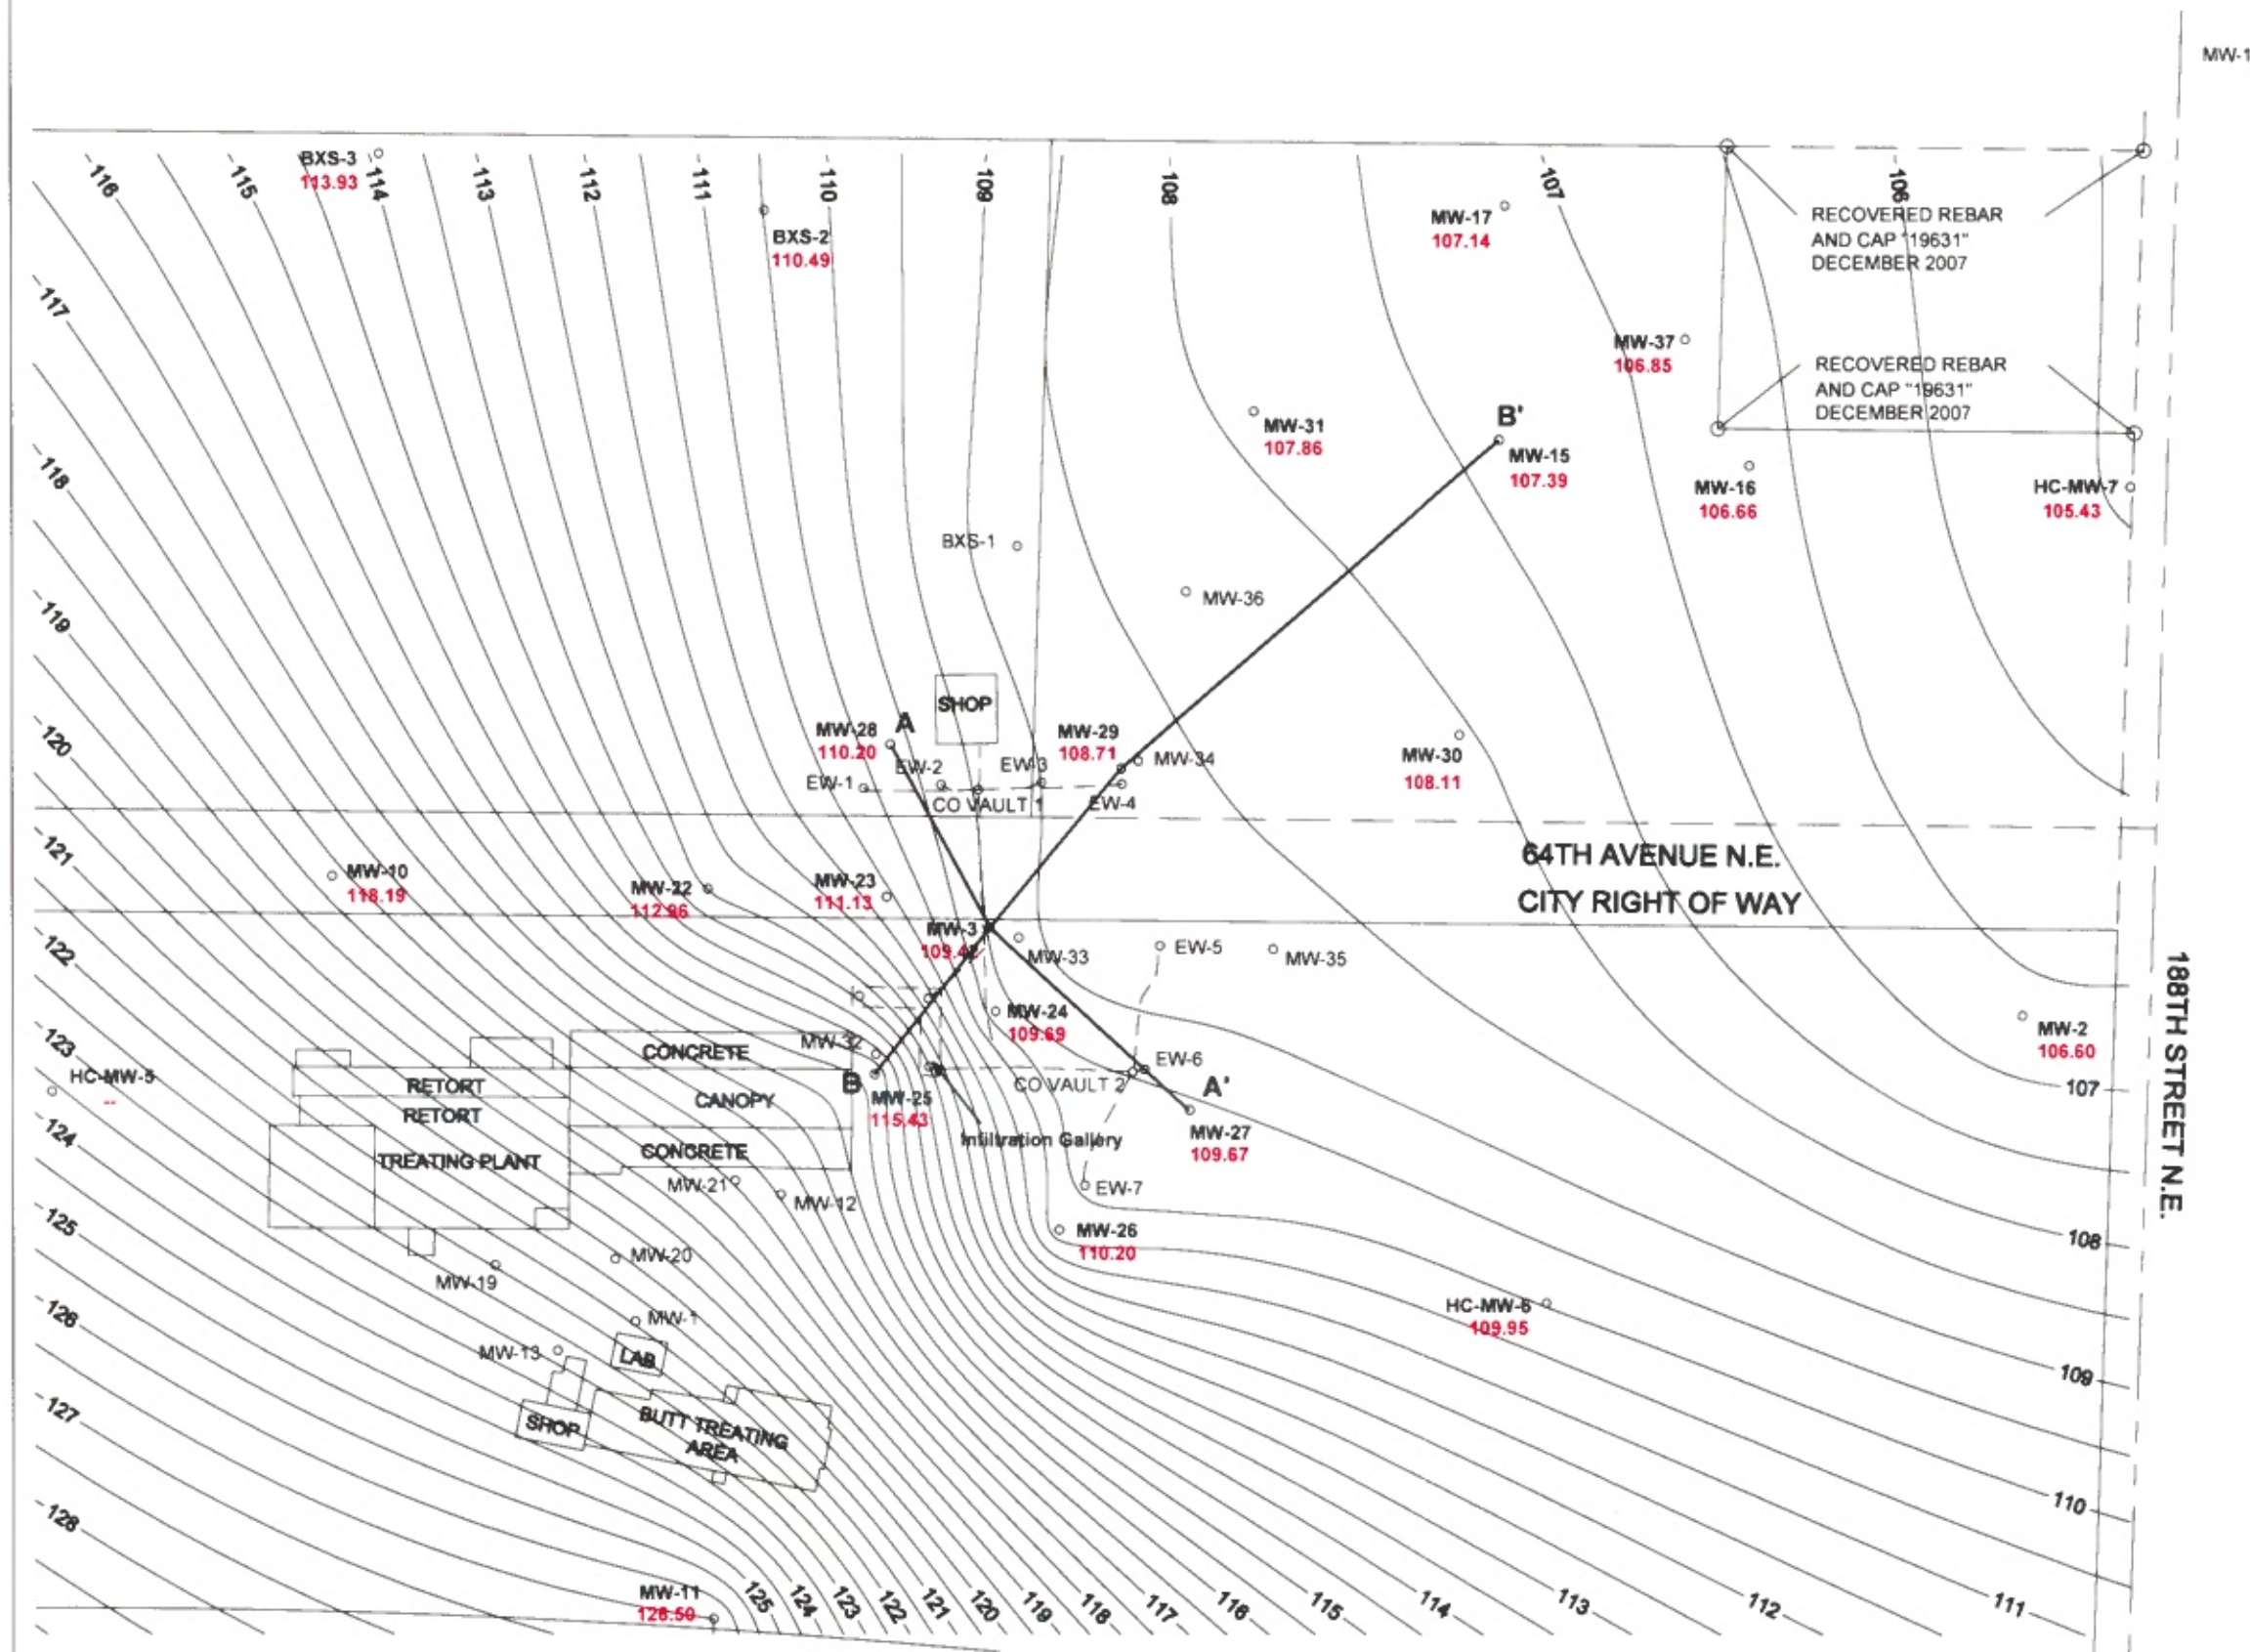 MW-1
BXS-3
113.93
116
115
114
113
112
111
110
109
108
107
106
BXS-2
110.49
MW-17
107.14
RECOVERED REBAR
AND CAP "19631"
DECEMBER 2007
117
MW-37
106.85
RECOVERED REBAR
AND CAP "19631"
DECEMBER 2007
MW-31
107.86
B'
MW-15
107.39
118
MW-16
106.66
HC-MW-7
105.43
BXS-1
MW-36
119
SHOP
A
MW-28
110.20
MW-29
108.71
MW-34
MW-30
108.11
120
EW-1
EW-2
EW-3
EW-4
CO VAULT 1
121
MW-10
118.19
MW-22
112.96
MW-23
111.13
64TH AVENUE N.E.
CITY RIGHT OF WAY
122
MW-3
109.42
MW-33
EW-5
MW-35
188TH STREET N.E.
MW-24
109.69
MW-2
106.60
123
HC-MW-5
--
CONCRETE
MW-32
EW-6
RETORT
CANOPY
B
CO VAULT 2
A'
107
RETORT
MW-25
115.43
124
Infiltration Gallery
MW-27
109.67
TREATING PLANT
CONCRETE
MW-21
MW-12
EW-7
125
MW-26
110.20
108
MW-19
MW-20
126
MW-1
HC-MW-6
109.95
MW-13
LAB
109
127
SHOP
BUTT TREATING
AREA
128
110
MW-11
126.50
125
124
123
122
121
120
119
118
117
116
115
114
113
112
111